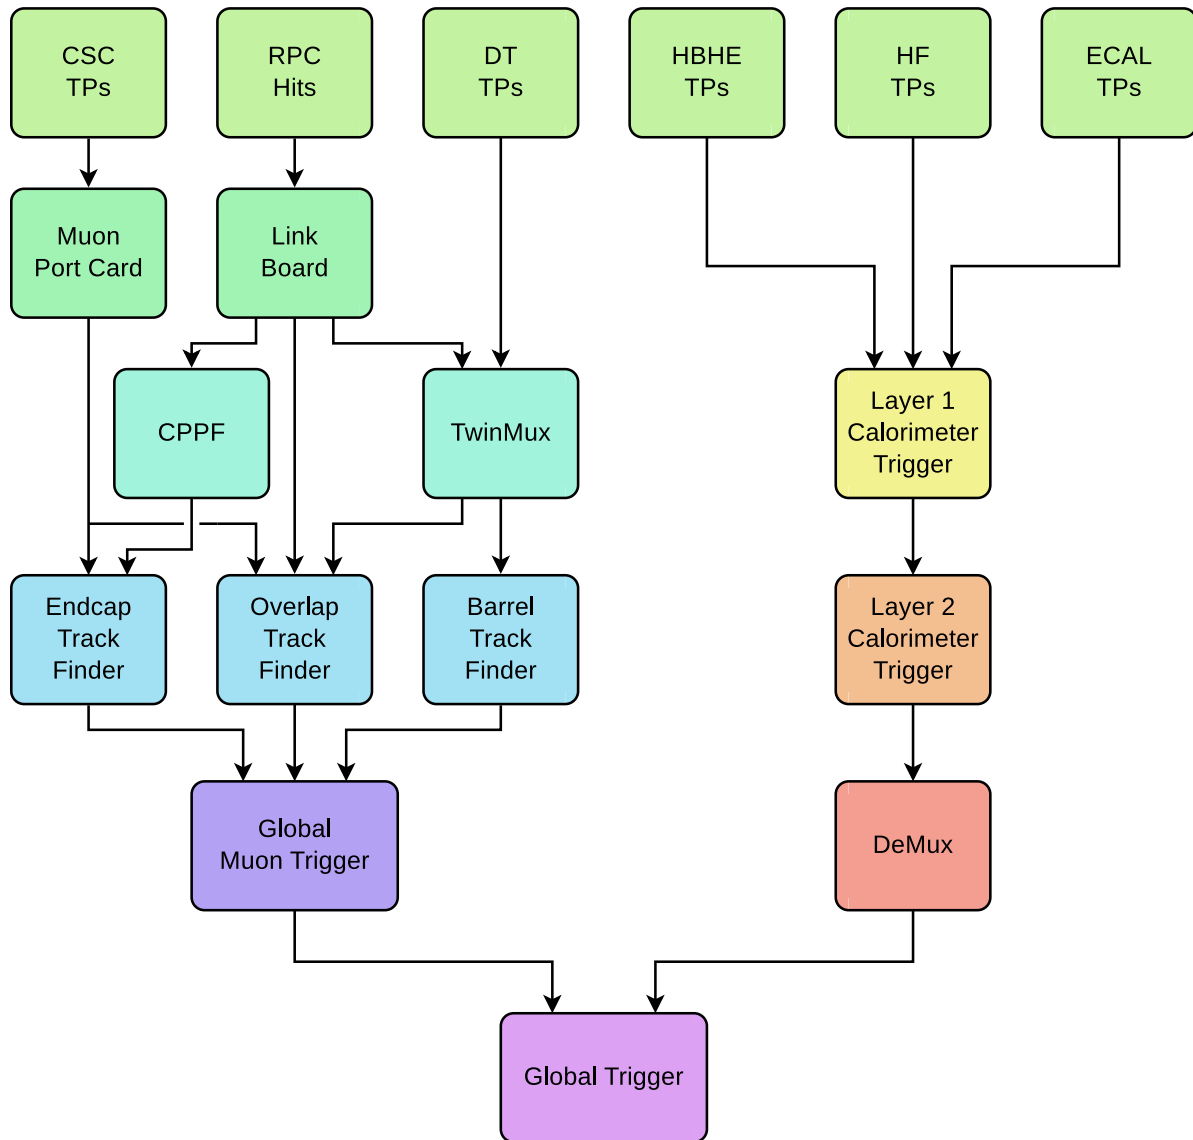 CSC
TPs
RPC
Hits
DT
TPs
HBHE
TPs
HF
TPs
ECAL
TPs
Muon
Port Card
Link
Board
CPPF
TwinMux
Layer 1
Calorimeter
Trigger
Endcap
Track
Finder
Overlap
Track
Finder
Barrel
Track
Finder
Layer 2
Calorimeter
Trigger
Global
Muon Trigger
DeMux
Global Trigger